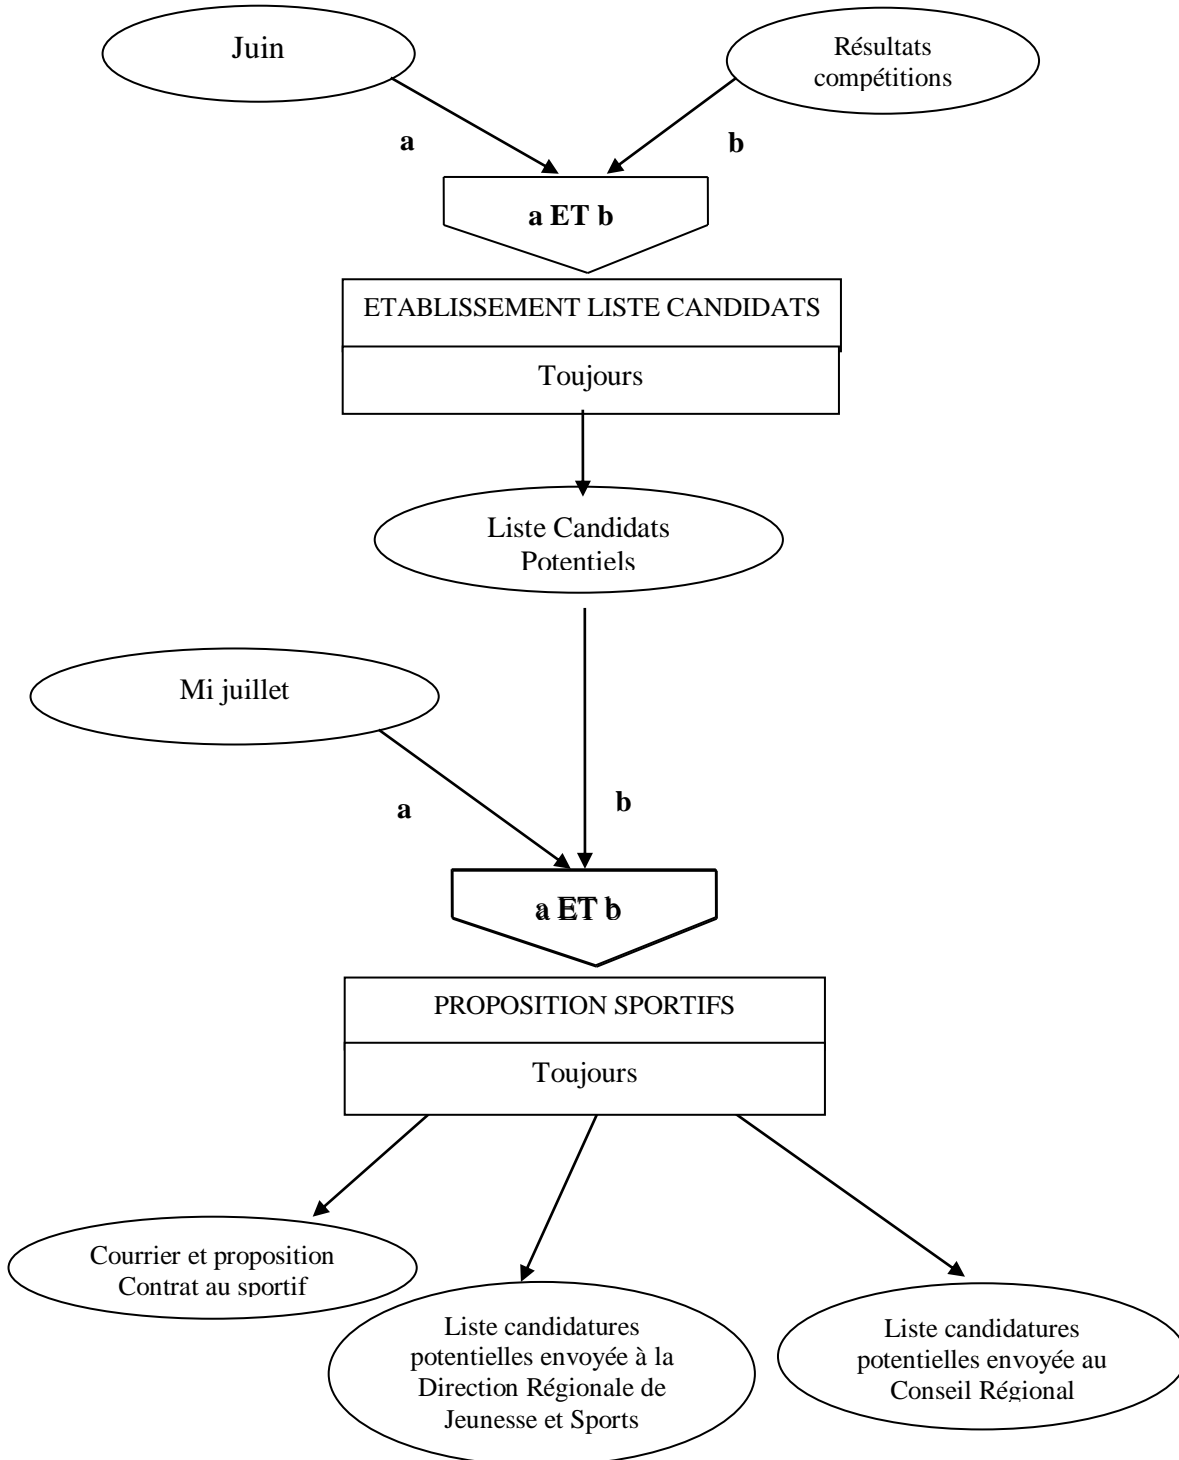 Juin
Résultats
compétitions
a
b
a ET b
ETABLISSEMENT LISTE CANDIDATS
Toujours
Liste Candidats
Potentiels
Mi juillet
a
b
a ET b
PROPOSITION SPORTIFS
Toujours
Courrier et proposition
Contrat au sportif
Liste candidatures
potentielles envoyée à la
Direction Régionale de
Jeunesse et Sports
Liste candidatures
potentielles envoyée au
Conseil Régional